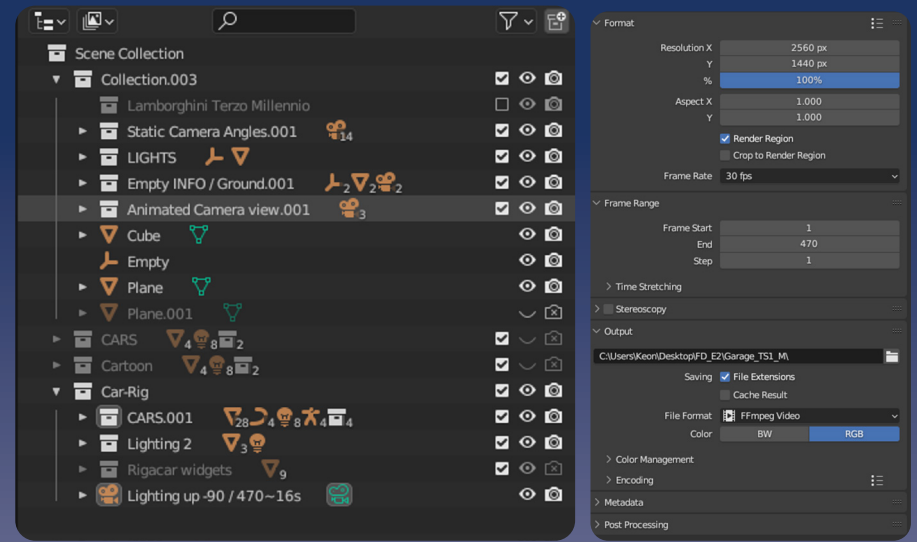 Scene Collection
Collection.003
Lamborghini Terzo Millennio
Static Camera Angles.001 14
LIGHTS
Empty INFO / Ground.001 2 2 2
Animated Camera view.001 3
Cube
Empty
Plane
Plane.001
CARS 4 8 2
Cartoon 4 8 2
Car-Rig
CARS.001 28 4 8 4 4
Lighting 2 3
Rigacar widgets 9
Lighting up -90 / 470~16s
Format
Resolution X 2560 px
Y 1440 px
% 100%
Aspect X 1.000
Y 1.000
Render Region
Crop to Render Region
Frame Rate 30 fps
Frame Range
Frame Start 1
End 470
Step 1
Time Stretching
Stereoscopy
Output
C:\Users\Keon\Desktop\FD_E2\Garage_TS1_M\
Saving File Extensions
Cache Result
File Format FFmpeg Video
Color BW RGB
Color Management
Encoding
Metadata
Post Processing